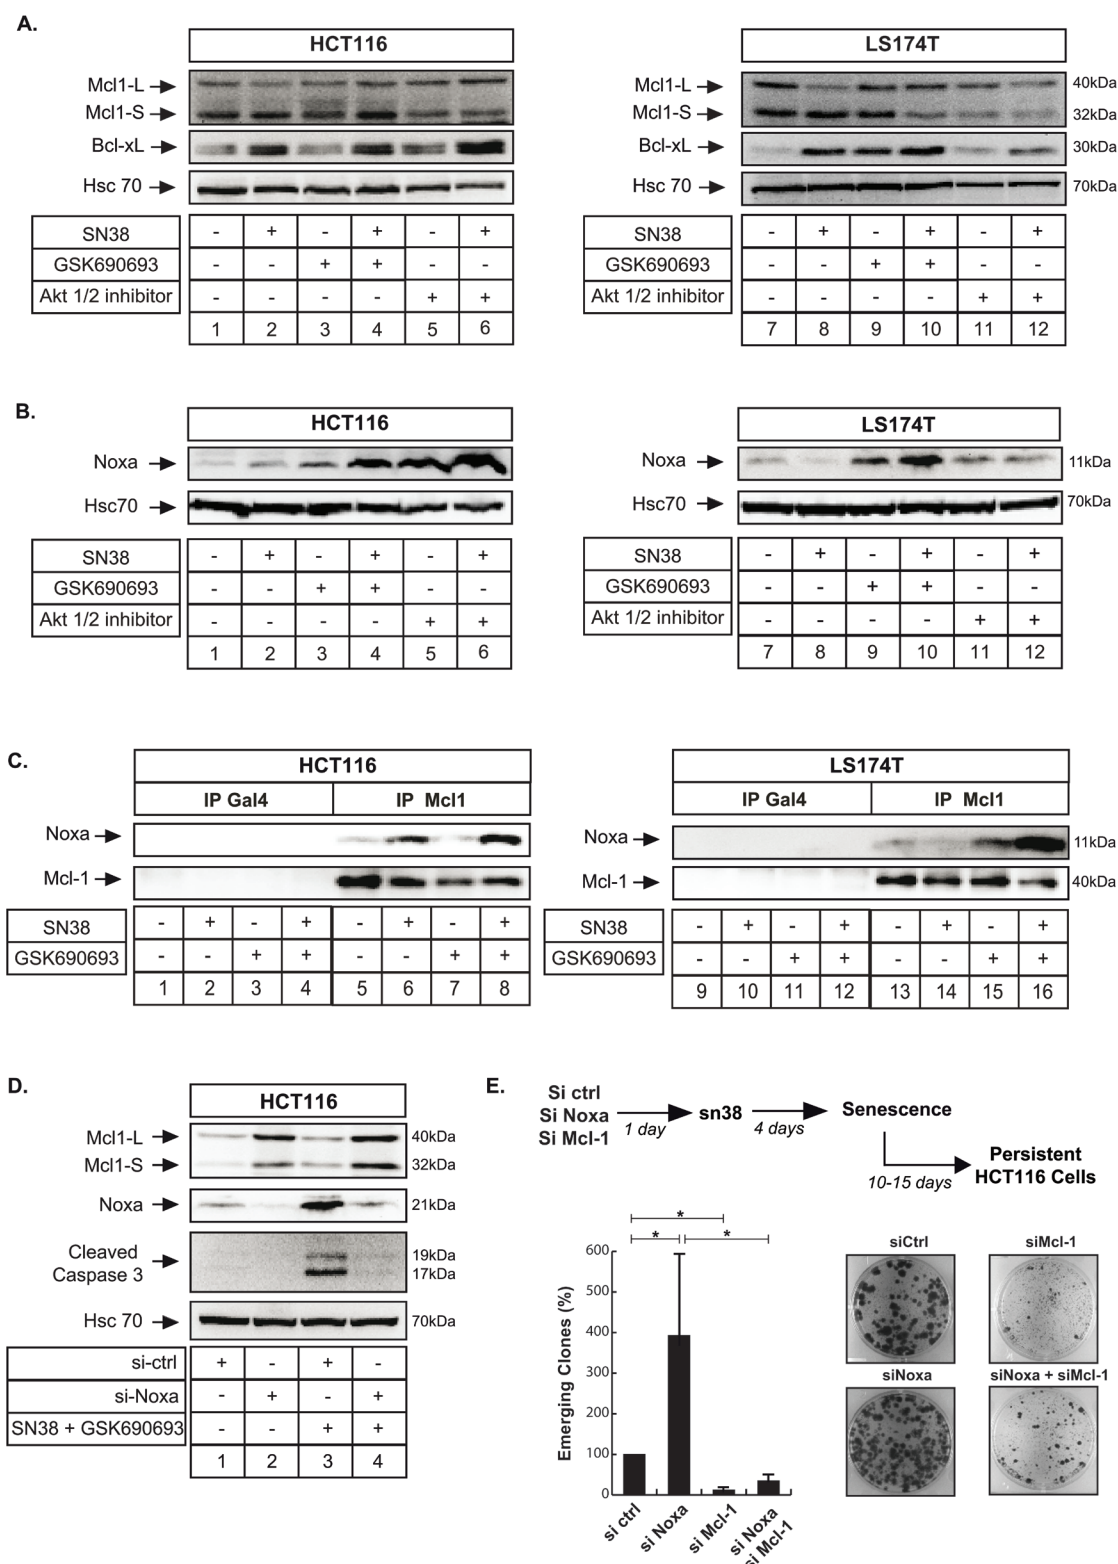 A.
HCT116
Mcl1-L
Mcl1-S
Bcl-xL
Hsc 70
SN38 - + - + - +
GSK690693 - - + + - -
Akt 1/2 inhibitor - - - - + +
1 2 3 4 5 6
LS174T
Mcl1-L 40kDa
Mcl1-S 32kDa
Bcl-xL 30kDa
Hsc 70 70kDa
SN38 - + - + - +
GSK690693 - - + + - -
Akt 1/2 inhibitor - - - - + +
7 8 9 10 11 12
B.
HCT116
Noxa
Hsc70
SN38 - + - + - +
GSK690693 - - + + - -
Akt 1/2 inhibitor - - - - + +
1 2 3 4 5 6
LS174T
Noxa 11kDa
Hsc70 70kDa
SN38 - + - + - +
GSK690693 - - + + - -
Akt 1/2 inhibitor - - - - + +
7 8 9 10 11 12
C.
HCT116
IP Gal4 IP Mcl1
Noxa
Mcl-1
SN38 - + - + - + - +
GSK690693 - - + + - - + +
1 2 3 4 5 6 7 8
LS174T
IP Gal4 IP Mcl1
Noxa 11kDa
Mcl-1 40kDa
SN38 - + - + - + - +
GSK690693 - - + + - - + +
9 10 11 12 13 14 15 16
D.
HCT116
Mcl1-L 40kDa
Mcl1-S 32kDa
Noxa 21kDa
Cleaved 19kDa
Caspase 3 17kDa
Hsc 70 70kDa
si-ctrl + - + -
si-Noxa - + - +
SN38 + GSK690693 - - + +
1 2 3 4
E.
Si ctrl
Si Noxa
Si Mcl-1
1 day
sn38
4 days
Senescence
10-15 days
Persistent
HCT116 Cells
*
* *
Emerging Clones (%)
600
500
400
300
200
100
0
si ctrl
si Noxa
si Mcl-1
si Noxa
si Mcl-1
siCtrl
siMcl-1
siNoxa
siNoxa + siMcl-1